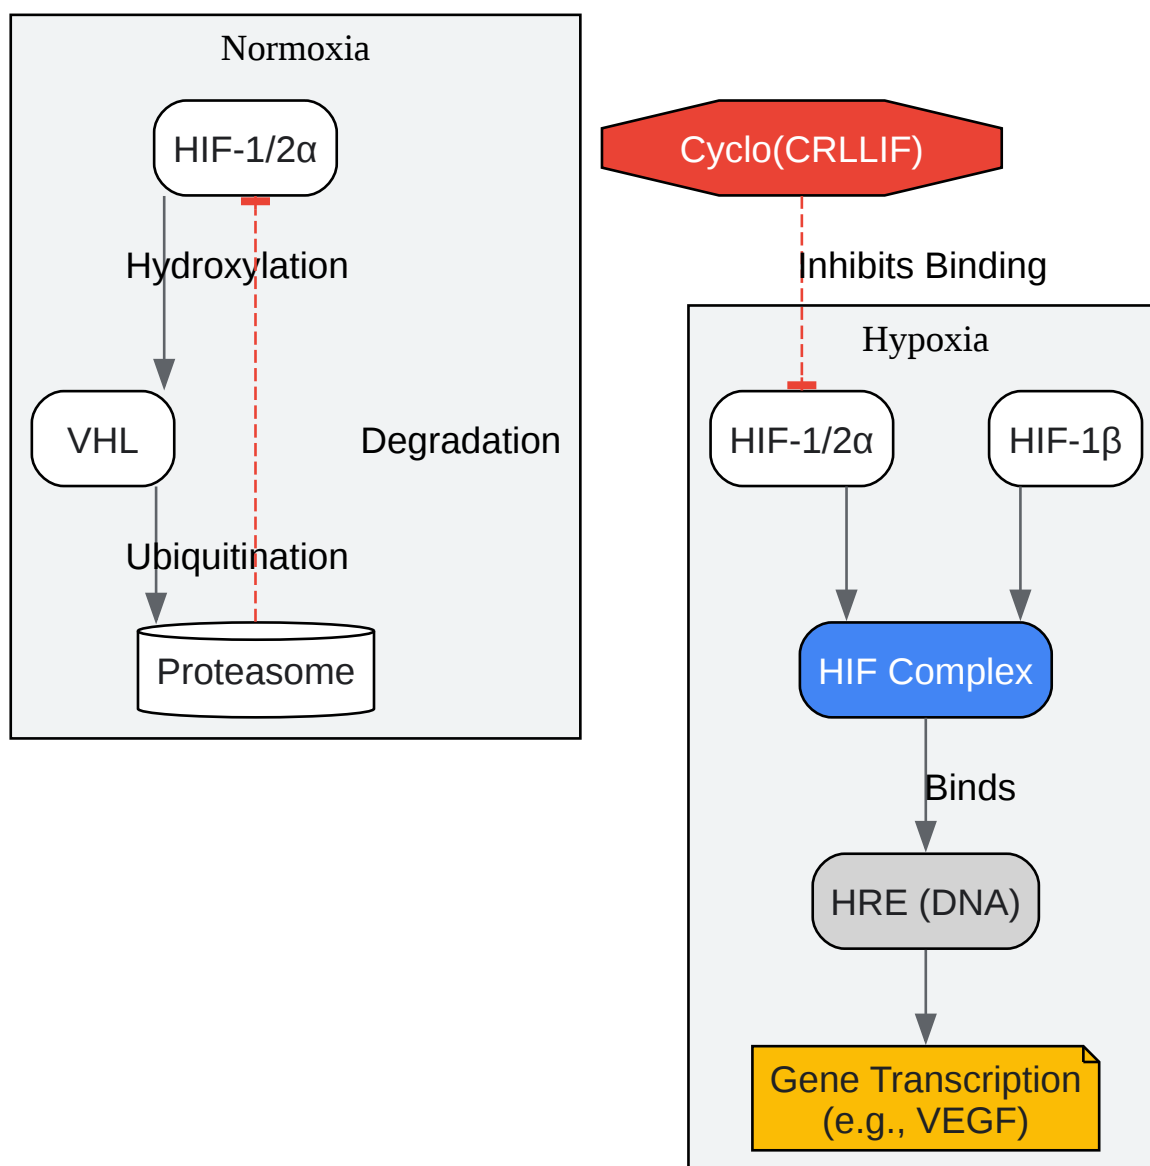 Normoxia
HIF-1/2α
Hydroxylation
VHL
Degradation
Ubiquitination
Proteasome
Cyclo(CRLLIF)
Inhibits Binding
Hypoxia
HIF-1/2α
HIF-1β
HIF Complex
Binds
HRE (DNA)
Gene Transcription
(e.g., VEGF)